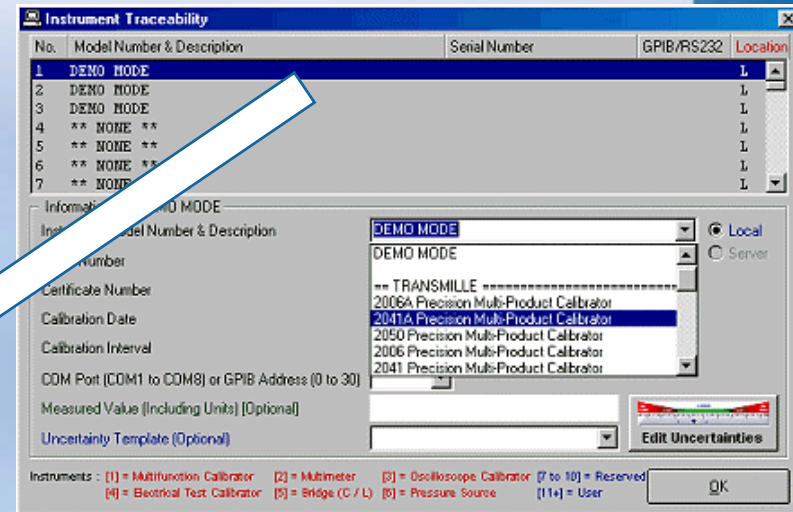 Instrument Traceability
No. Model Number & Description Serial Number GPIB/RS232 Location
1 DEMO MODE L
2 DEMO MODE L
3 DEMO MODE L
4 ** NONE ** L
5 ** NONE ** L
6 ** NONE ** L
7 ** NONE L
MODE
Model Number & Description DEMO MODE Local
Number DEMO MODE Server
== TRANSMILLE ==========================
Certificate Number 2006A Precision Multi-Product Calibrator
Calibration Date 2041A Precision Multi-Product Calibrator
2050 Precision Multi-Product Calibrator
Calibration Interval 2006 Precision Multi-Product Calibrator
2041 Precision Multi-Product Calibrator
COM Port (COM1 to COM8) or GPIB Address (0 to 30)
Measured Value (Including Units) [Optional]
Uncertainty Template (Optional) Edit Uncertainties
Instruments : [1] = Multifunction Calibrator [2] = Multimeter [3] = Oscilloscope Calibrator [7 to 10] = Reserved
[4] = Electrical Test Calibrator [5] = Bridge (C / L) [6] = Pressure Source [11+] = User
OK